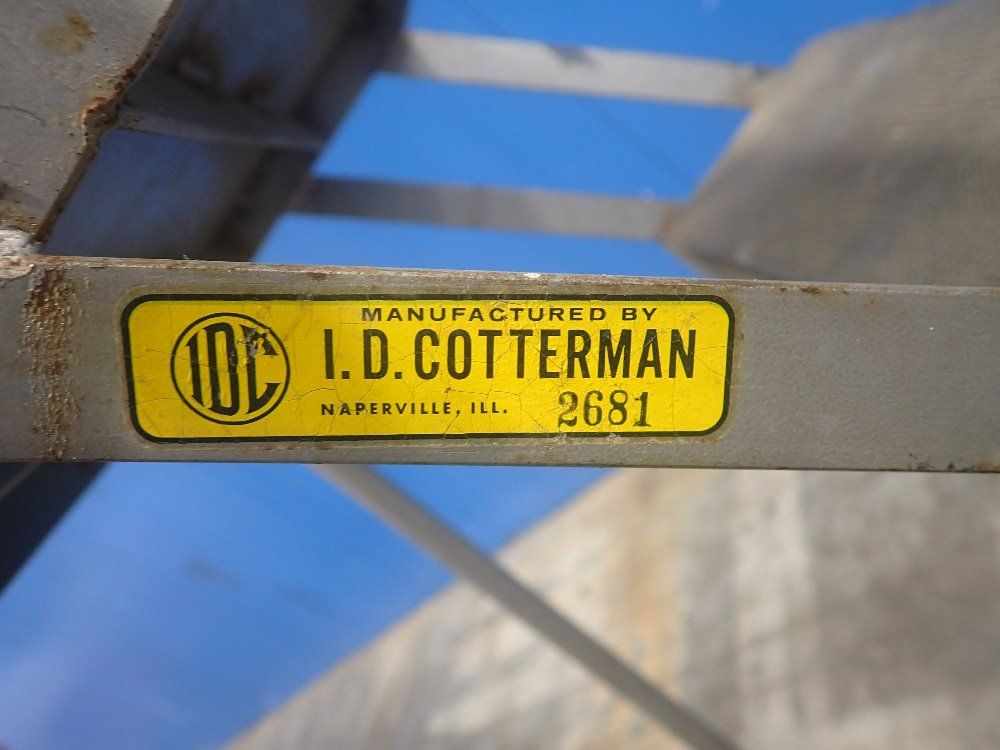 MANUFACTURED BY
IDC I. D. COTTERMAN
NAPERVILLE, ILL. 2681